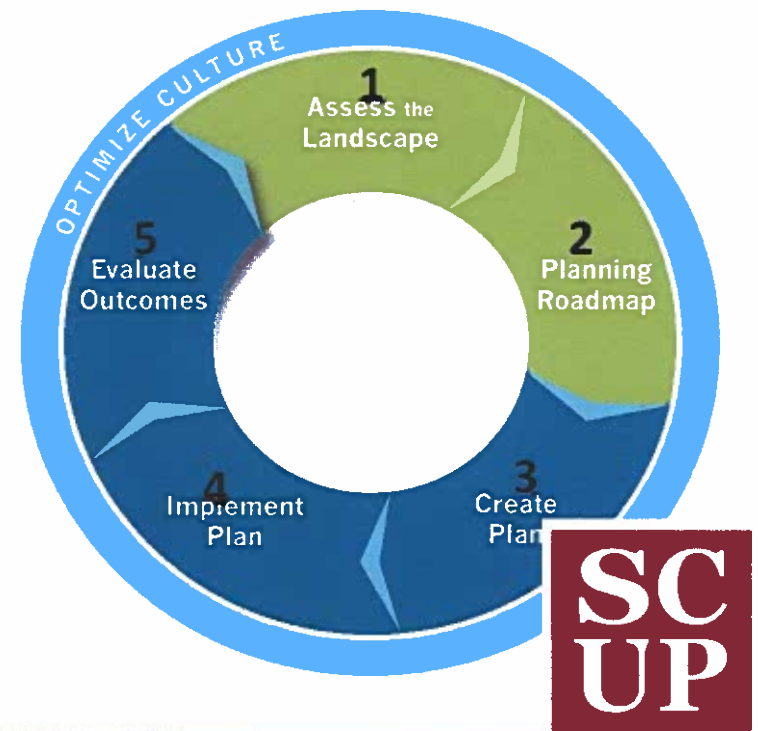 OPTIMIZE CULTURE
1
Assess the
Landscape
2
Planning
Roadmap
3
Create
Plan
4
Implement
Plan
5
Evaluate
Outcomes
SC
UP